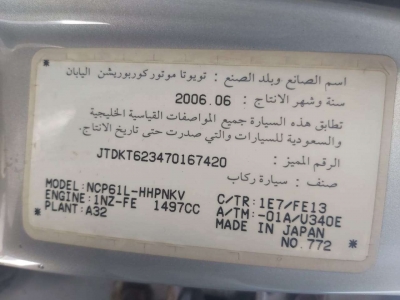 اسم الصانع وبلد الصنع : تويوتا موتور كوربوريشن اليابان
سنة وشهر الانتاج : 2006.06
تطابق هذه السيارة جميع المواصفات القياسية الخليجية
والسعودية للسيارات والتي صدرت حتى تاريخ الانتاج .
الرقم المميز : JTDKT623470167420
صنف : سيارة ركاب
MODEL:NCP61L-HHPNKV C/TR:1E7/FE13
ENGINE:1NZ-FE 1497CC A/TM:-01A/U340E
PLANT:A32 MADE IN JAPAN
NO.772